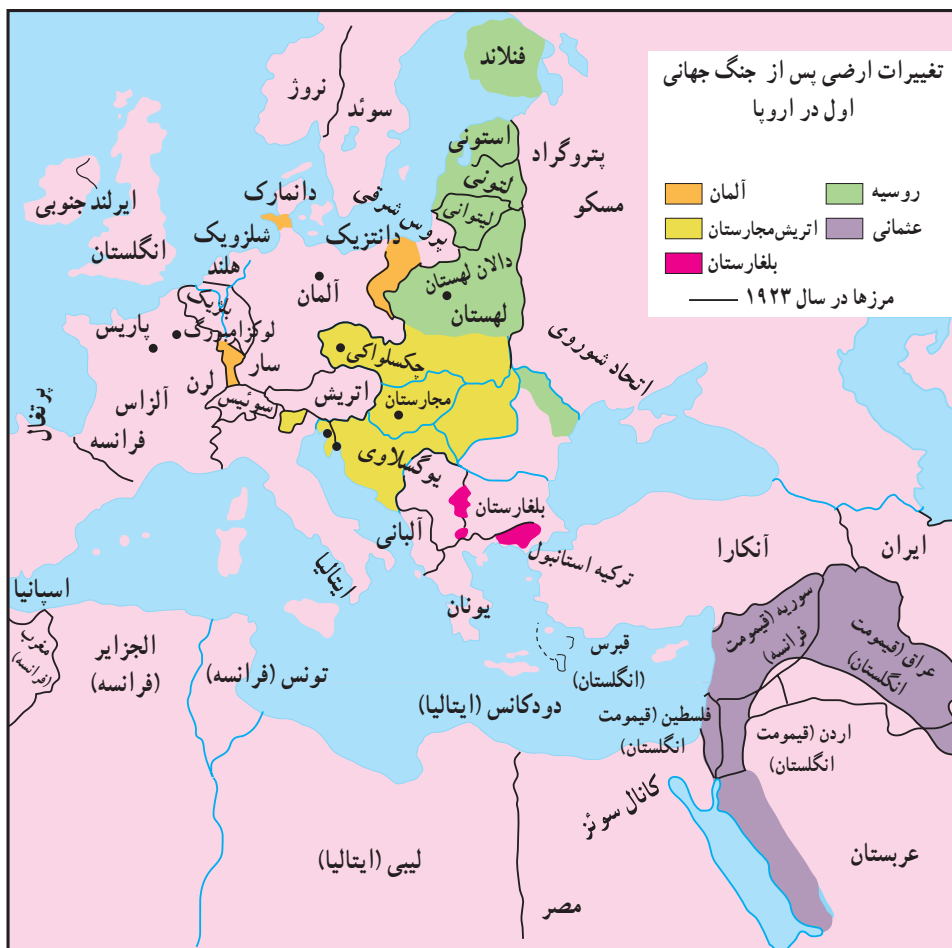 تغییرات ارضی پس از جنگ جهانی
اول در اروپا
روسیه
آلمان
عثمانی
اتریش‌مجارستان
بلغارستان
مرزها در سال ۱۹۲۳
فنلاند
نروژ
سوئد
استونی
لتونی
لیتوانی
پتروگراد
مسکو
ایرلند جنوبی
انگلستان
دانمارک
شلزویک
هلند
پروس شرقی
دانتزیک
دالان لهستان
لهستان
آلمان
بلژیک
لوکزامبورگ
پاریس
سار
لرن
آلزاس
فرانسه
پرتغال
سوئیس
چکسلواکی
اتریش
مجارستان
اتحاد شوروی
یوگسلاوی
بلغارستان
آلبانی
ایتالیا
یونان
ترکیه استانبول
آنکارا
ایران
اسپانیا
مغرب
(فرانسه)
الجزایر
(فرانسه)
تونس (فرانسه)
قبرس
(انگلستان)
دودکانس (ایتالیا)
سوریه (قیمومت
فرانسه)
عراق (قیمومت
انگلستان)
فلسطین (قیمومت
انگلستان)
اردن (قیمومت
انگلستان)
کانال سوئز
لیبی (ایتالیا)
مصر
عربستان